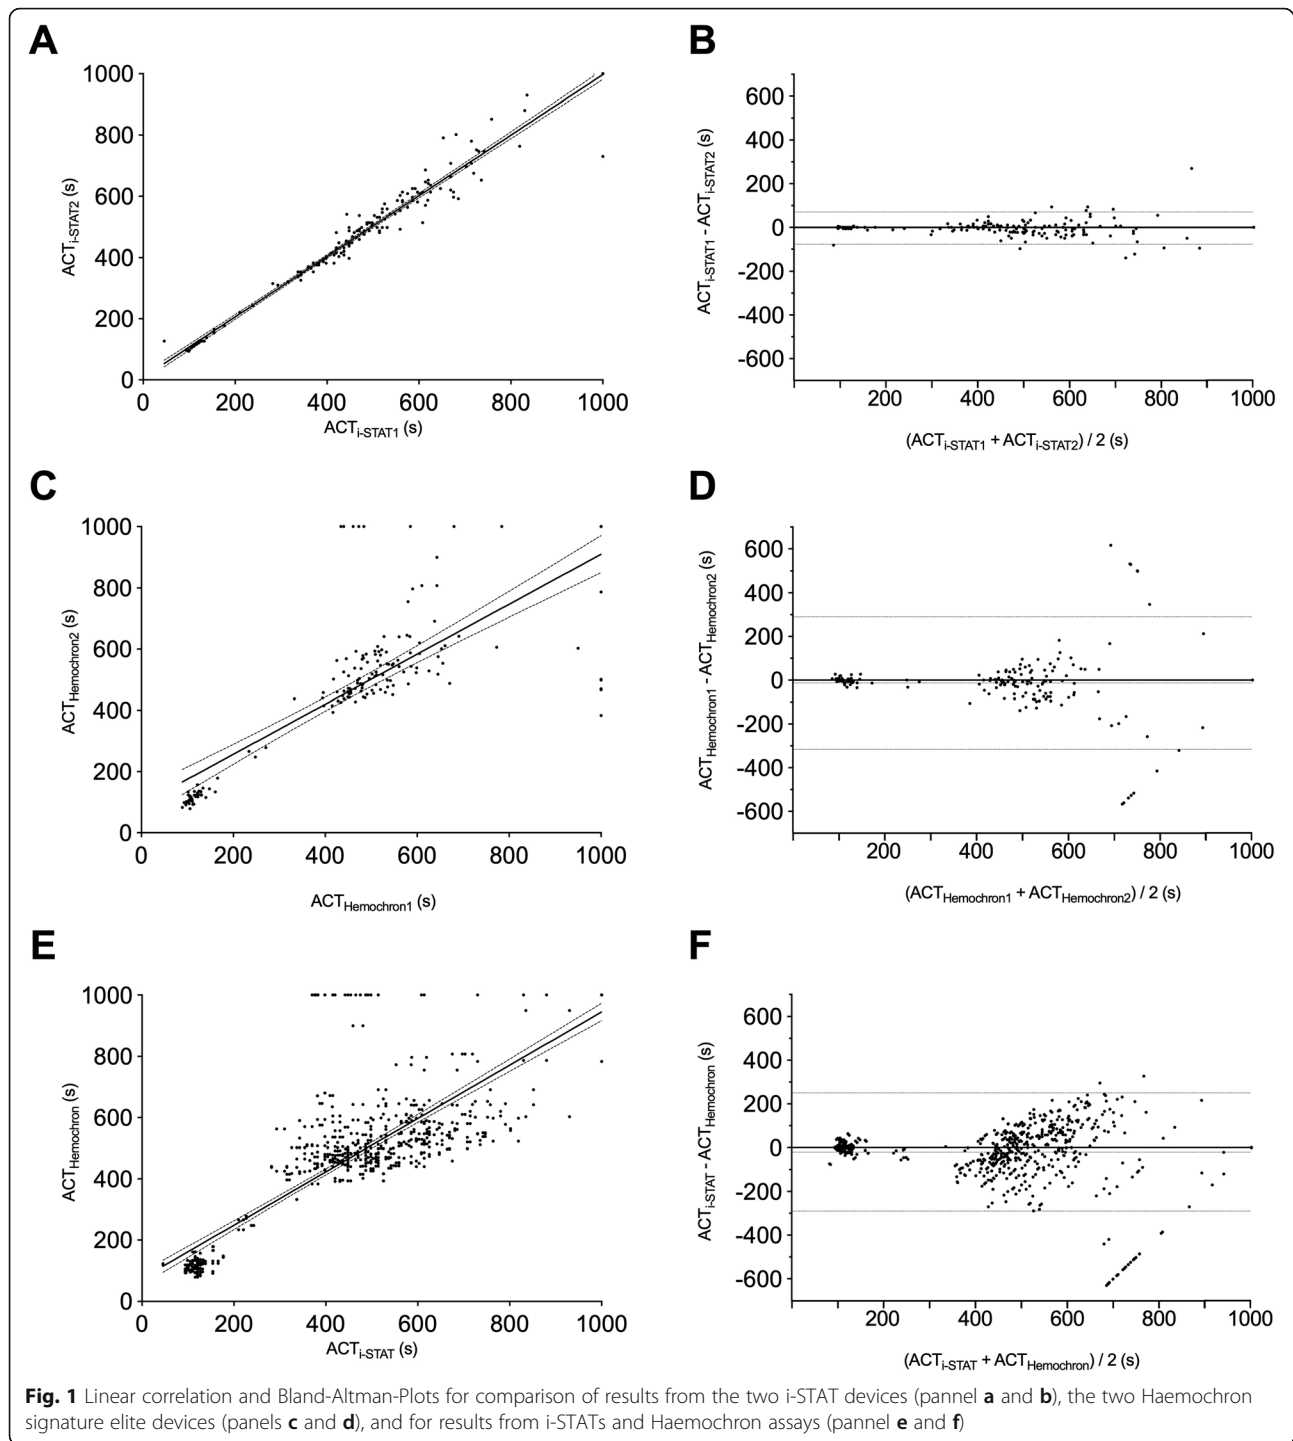 A
B
1000
800
600
400
200
0
ACTi-STAT2 (s)
0 200 400 600 800 1000
ACTi-STAT1 (s)
600
400
200
0
-200
-400
-600
ACTi-STAT1 - ACTi-STAT2 (s)
200 400 600 800 1000
(ACTi-STAT1 + ACTi-STAT2) / 2 (s)
C
D
1000
800
600
400
200
0
ACTHemochron2 (s)
0 200 400 600 800 1000
ACTHemochron1 (s)
600
400
200
0
-200
-400
-600
ACTHemochron1 - ACTHemochron2 (s)
200 400 600 800 1000
(ACTHemochron1 + ACTHemochron2) / 2 (s)
E
F
1000
800
600
400
200
0
ACTHemochron (s)
0 200 400 600 800 1000
ACTi-STAT (s)
600
400
200
0
-200
-400
-600
ACTi-STAT - ACTHemochron (s)
200 400 600 800 1000
(ACTi-STAT + ACTHemochron) / 2 (s)
Fig. 1 Linear correlation and Bland-Altman-Plots for comparison of results from the two i-STAT devices (pannel a and b), the two Haemochron
signature elite devices (panels c and d), and for results from i-STATs and Haemochron assays (pannel e and f)